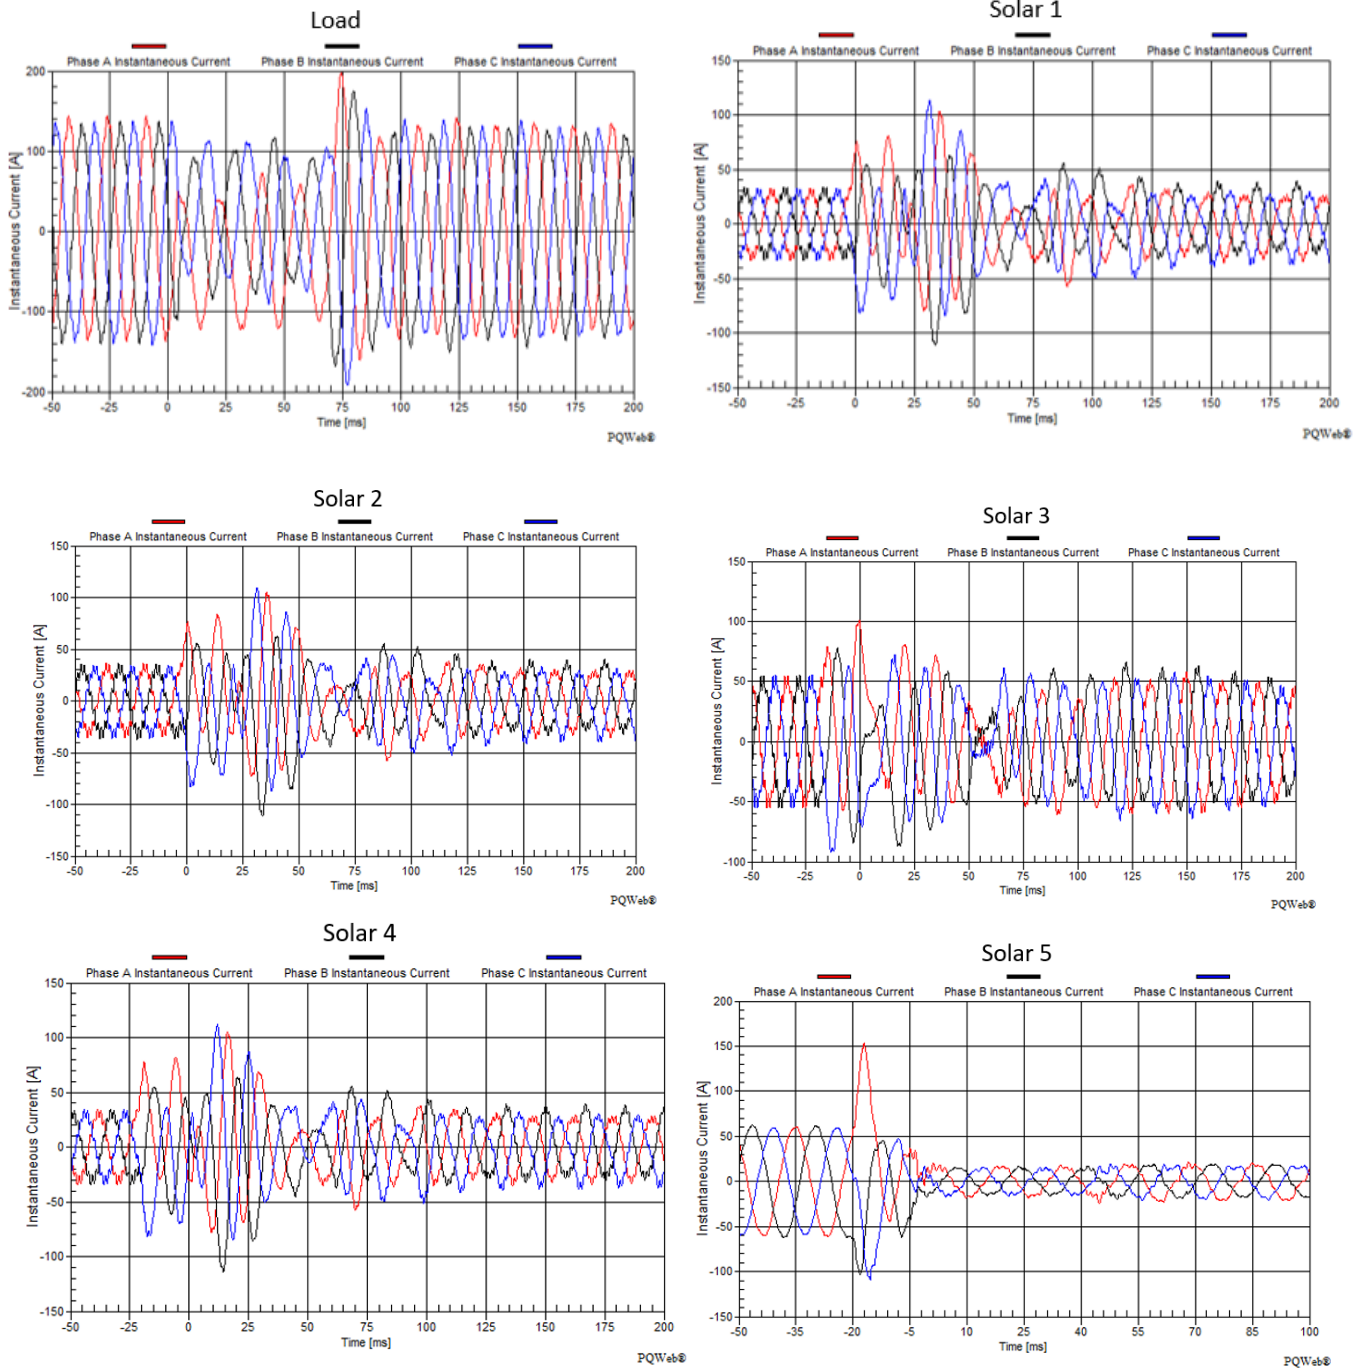 Load
Phase A Instantaneous Current Phase B Instantaneous Current Phase C Instantaneous Current
Instantaneous Current [A]
200
100
0
-100
-200
-50 -25 0 25 50 75 100 125 150 175 200
Time [ms]
PQWeb®
Solar 1
Phase A Instantaneous Current Phase B Instantaneous Current Phase C Instantaneous Current
Instantaneous Current [A]
150
100
50
0
-50
-100
-150
-50 -25 0 25 50 75 100 125 150 175 200
Time [ms]
PQWeb®
Solar 2
Phase A Instantaneous Current Phase B Instantaneous Current Phase C Instantaneous Current
Instantaneous Current [A]
150
100
50
0
-50
-100
-150
-50 -25 0 25 50 75 100 125 150 175 200
Time [ms]
PQWeb®
Solar 3
Phase A Instantaneous Current Phase B Instantaneous Current Phase C Instantaneous Current
Instantaneous Current [A]
150
100
50
0
-50
-100
-50 -25 0 25 50 75 100 125 150 175 200
Time [ms]
PQWeb®
Solar 4
Phase A Instantaneous Current Phase B Instantaneous Current Phase C Instantaneous Current
Instantaneous Current [A]
150
100
50
0
-50
-100
-150
-50 -25 0 25 50 75 100 125 150 175 200
Time [ms]
PQWeb®
Solar 5
Phase A Instantaneous Current Phase B Instantaneous Current Phase C Instantaneous Current
Instantaneous Current [A]
200
150
100
50
0
-50
-100
-150
-50 -35 -20 -5 10 25 40 55 70 85 100
Time [ms]
PQWeb®